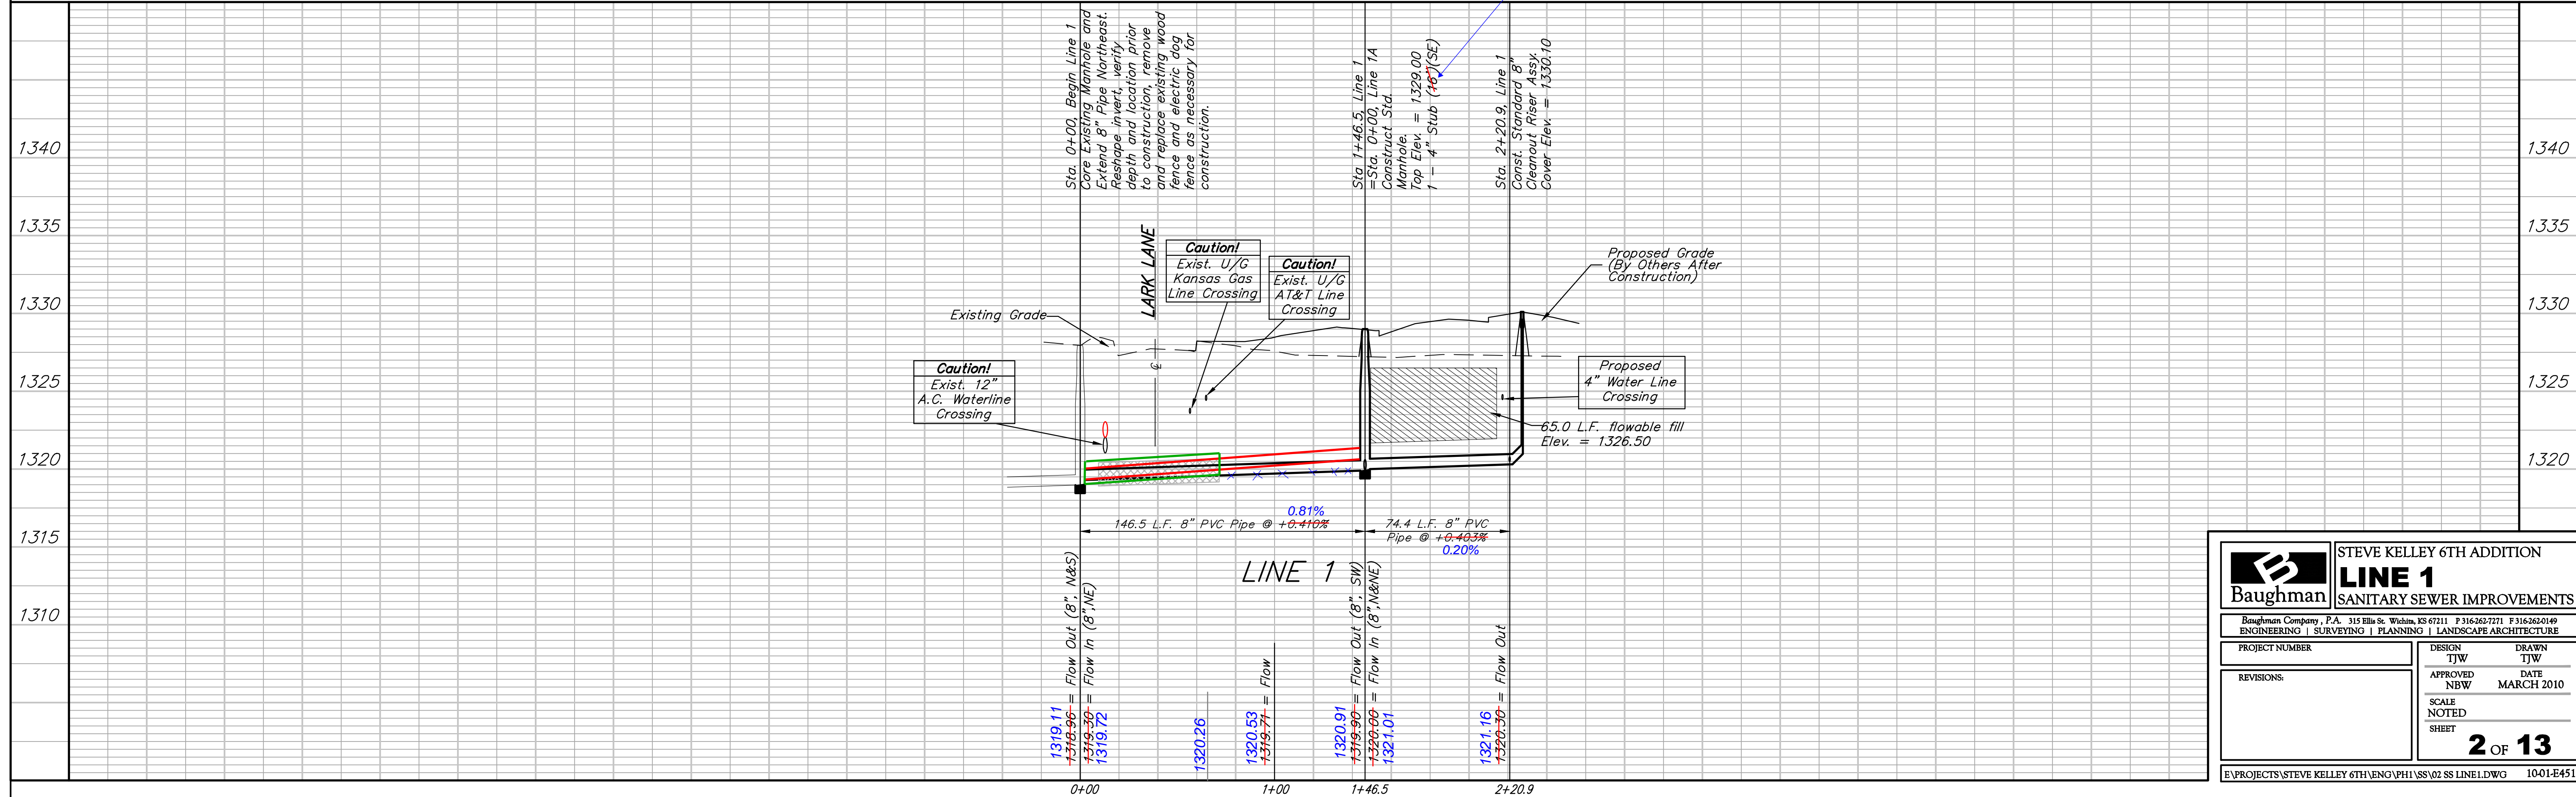 Sta. 0+00, Begin Line 1
Core Existing Manhole and
Extend 8" Pipe Northeast.
Reshape invert, verify
depth and location prior
to construction, remove
and replace existing wood
fence and electric dog
fence as necessary for
construction.
Sta 1+46.5, Line 1
=Sta. 0+00, Line 1A
Construct Std.
Manhole.
Top Elev. = 1329.00
1 - 4" Stub (16')(SE)
Sta. 2+20.9, Line 1
Const. Standard 8"
Cleanout Riser Assy.
Cover Elev. = 1330.10
1340
1340
1335
1335
1330
1330
1325
1325
1320
1320
1315
1310
LARK LANE
℄
Caution!
Exist. U/G
Kansas Gas
Line Crossing
Caution!
Exist. U/G
AT&T Line
Crossing
Proposed Grade
(By Others After
Construction)
Existing Grade
Caution!
Exist. 12"
A.C. Waterline
Crossing
Proposed
4" Water Line
Crossing
65.0 L.F. flowable fill
Elev. = 1326.50
0.81%
146.5 L.F. 8" PVC Pipe @ +0.410%
74.4 L.F. 8" PVC
Pipe @ +0.403%
0.20%
LINE 1
1319.11
1318.96 = Flow Out (8", N&S)
1319.30 = Flow In (8",NE)
1319.72
1320.26
1320.53
1319.71 = Flow
1320.91
1319.90 = Flow Out (8", SW)
1320.00 = Flow In (8",N&NE)
1321.01
1321.16
1320.30 = Flow Out
0+00
1+00
1+46.5
2+20.9
Baughman
STEVE KELLEY 6TH ADDITION
LINE 1
SANITARY SEWER IMPROVEMENTS
Baughman Company, P.A. 315 Ellis St. Wichita, KS 67211 P 316-262-7271 F 316-262-0149
ENGINEERING | SURVEYING | PLANNING | LANDSCAPE ARCHITECTURE
PROJECT NUMBER
REVISIONS:
DESIGN
TJW
DRAWN
TJW
APPROVED
NBW
DATE
MARCH 2010
SCALE
NOTED
SHEET
2 OF 13
E\PROJECTS\STEVE KELLEY 6TH\ENG\PH1\SS\02 SS LINE1.DWG 10-01-E451